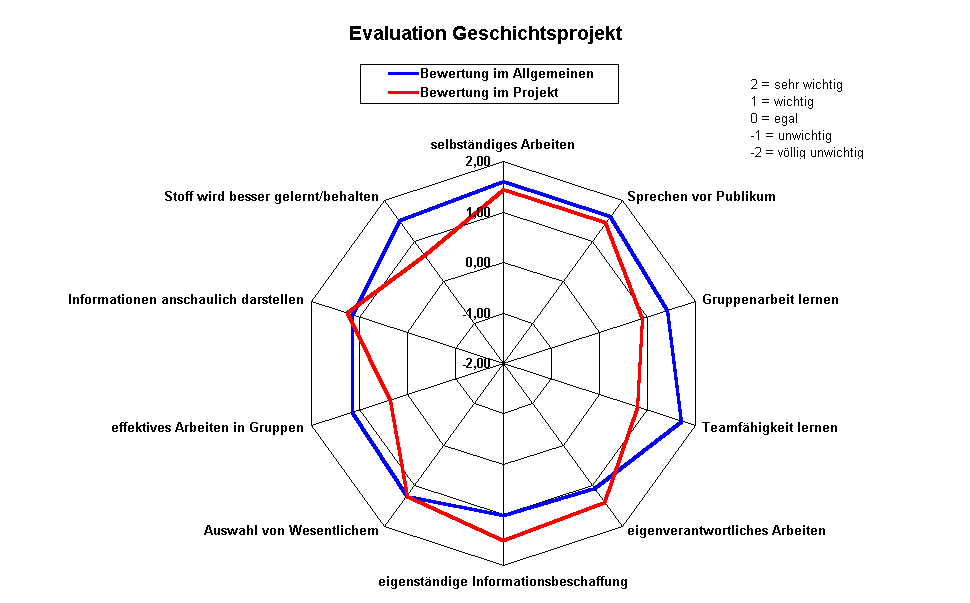 Evaluation Geschichtsprojekt
Bewertung im Allgemeinen
Bewertung im Projekt
2 = sehr wichtig
1 = wichtig
0 = egal
-1 = unwichtig
-2 = völlig unwichtig
selbständiges Arbeiten
2,00
Stoff wird besser gelernt/behalten
Sprechen vor Publikum
1,00
0,00
Informationen anschaulich darstellen
Gruppenarbeit lernen
-1,00
-2,00
effektives Arbeiten in Gruppen
Teamfähigkeit lernen
Auswahl von Wesentlichem
eigenverantwortliches Arbeiten
eigenständige Informationsbeschaffung